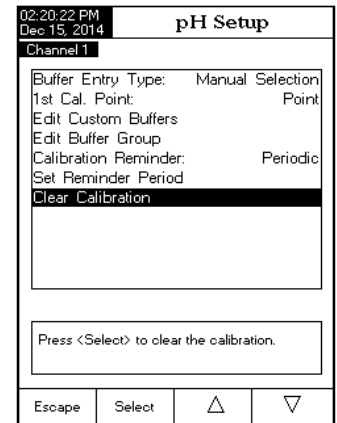 02:20:22 PM
Dec 15, 2014
pH Setup
Channel 1
Buffer Entry Type: Manual Selection
1st Cal. Point: Point
Edit Custom Buffers
Edit Buffer Group
Calibration Reminder: Periodic
Set Reminder Period
Clear Calibration
Press <Select> to clear the calibration.
Escape Select